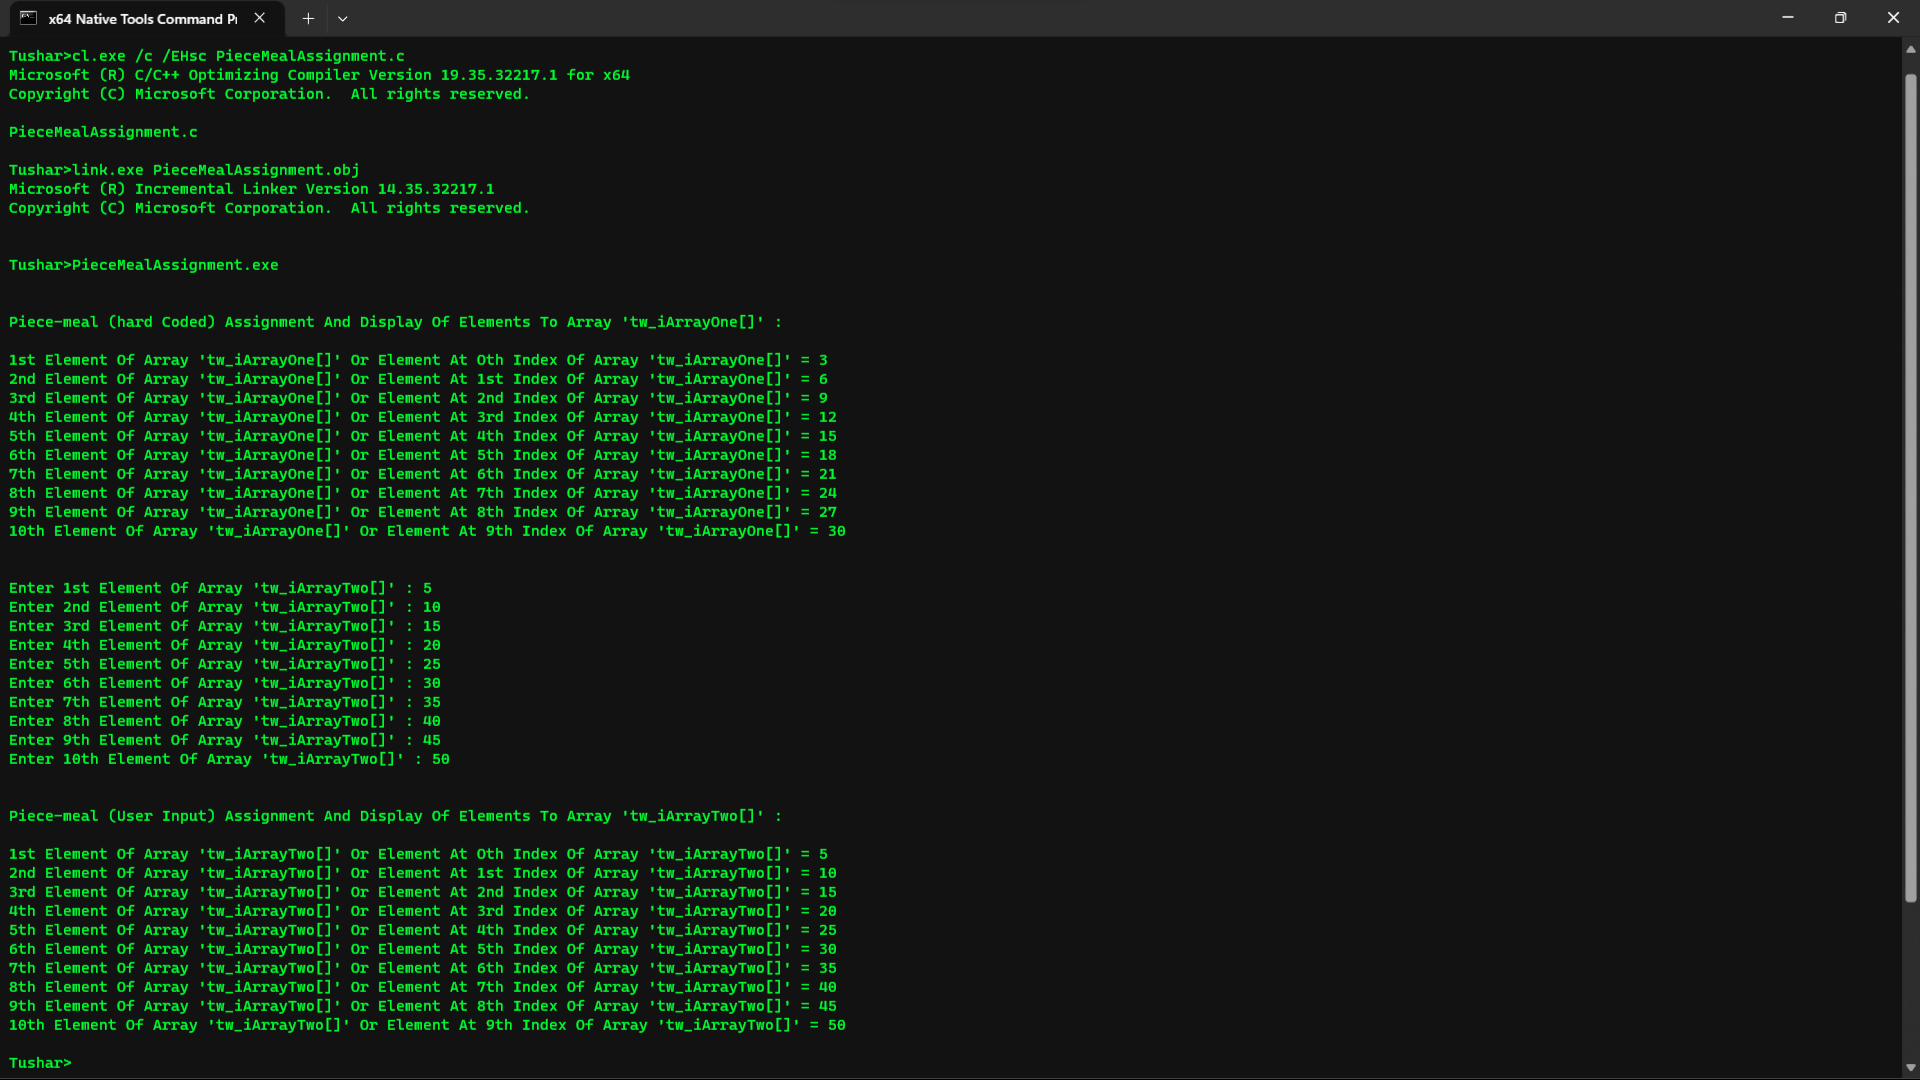 x64 Native Tools Command P
Tushar>cl.exe /c /EHsc PieceMealAssignment.c
Microsoft (R) C/C++ Optimizing Compiler Version 19.35.32217.1 for x64
Copyright (C) Microsoft Corporation.  All rights reserved.
PieceMealAssignment.c
Tushar>link.exe PieceMealAssignment.obj
Microsoft (R) Incremental Linker Version 14.35.32217.1
Copyright (C) Microsoft Corporation.  All rights reserved.
Tushar>PieceMealAssignment.exe
Piece-meal (hard Coded) Assignment And Display Of Elements To Array 'tw_iArrayOne[]' :
1st Element Of Array 'tw_iArrayOne[]' Or Element At 0th Index Of Array 'tw_iArrayOne[]' = 3
2nd Element Of Array 'tw_iArrayOne[]' Or Element At 1st Index Of Array 'tw_iArrayOne[]' = 6
3rd Element Of Array 'tw_iArrayOne[]' Or Element At 2nd Index Of Array 'tw_iArrayOne[]' = 9
4th Element Of Array 'tw_iArrayOne[]' Or Element At 3rd Index Of Array 'tw_iArrayOne[]' = 12
5th Element Of Array 'tw_iArrayOne[]' Or Element At 4th Index Of Array 'tw_iArrayOne[]' = 15
6th Element Of Array 'tw_iArrayOne[]' Or Element At 5th Index Of Array 'tw_iArrayOne[]' = 18
7th Element Of Array 'tw_iArrayOne[]' Or Element At 6th Index Of Array 'tw_iArrayOne[]' = 21
8th Element Of Array 'tw_iArrayOne[]' Or Element At 7th Index Of Array 'tw_iArrayOne[]' = 24
9th Element Of Array 'tw_iArrayOne[]' Or Element At 8th Index Of Array 'tw_iArrayOne[]' = 27
10th Element Of Array 'tw_iArrayOne[]' Or Element At 9th Index Of Array 'tw_iArrayOne[]' = 30
Enter 1st Element Of Array 'tw_iArrayTwo[]' : 5
Enter 2nd Element Of Array 'tw_iArrayTwo[]' : 10
Enter 3rd Element Of Array 'tw_iArrayTwo[]' : 15
Enter 4th Element Of Array 'tw_iArrayTwo[]' : 20
Enter 5th Element Of Array 'tw_iArrayTwo[]' : 25
Enter 6th Element Of Array 'tw_iArrayTwo[]' : 30
Enter 7th Element Of Array 'tw_iArrayTwo[]' : 35
Enter 8th Element Of Array 'tw_iArrayTwo[]' : 40
Enter 9th Element Of Array 'tw_iArrayTwo[]' : 45
Enter 10th Element Of Array 'tw_iArrayTwo[]' : 50
Piece-meal (User Input) Assignment And Display Of Elements To Array 'tw_iArrayTwo[]' :
1st Element Of Array 'tw_iArrayTwo[]' Or Element At 0th Index Of Array 'tw_iArrayTwo[]' = 5
2nd Element Of Array 'tw_iArrayTwo[]' Or Element At 1st Index Of Array 'tw_iArrayTwo[]' = 10
3rd Element Of Array 'tw_iArrayTwo[]' Or Element At 2nd Index Of Array 'tw_iArrayTwo[]' = 15
4th Element Of Array 'tw_iArrayTwo[]' Or Element At 3rd Index Of Array 'tw_iArrayTwo[]' = 20
5th Element Of Array 'tw_iArrayTwo[]' Or Element At 4th Index Of Array 'tw_iArrayTwo[]' = 25
6th Element Of Array 'tw_iArrayTwo[]' Or Element At 5th Index Of Array 'tw_iArrayTwo[]' = 30
7th Element Of Array 'tw_iArrayTwo[]' Or Element At 6th Index Of Array 'tw_iArrayTwo[]' = 35
8th Element Of Array 'tw_iArrayTwo[]' Or Element At 7th Index Of Array 'tw_iArrayTwo[]' = 40
9th Element Of Array 'tw_iArrayTwo[]' Or Element At 8th Index Of Array 'tw_iArrayTwo[]' = 45
10th Element Of Array 'tw_iArrayTwo[]' Or Element At 9th Index Of Array 'tw_iArrayTwo[]' = 50
Tushar>